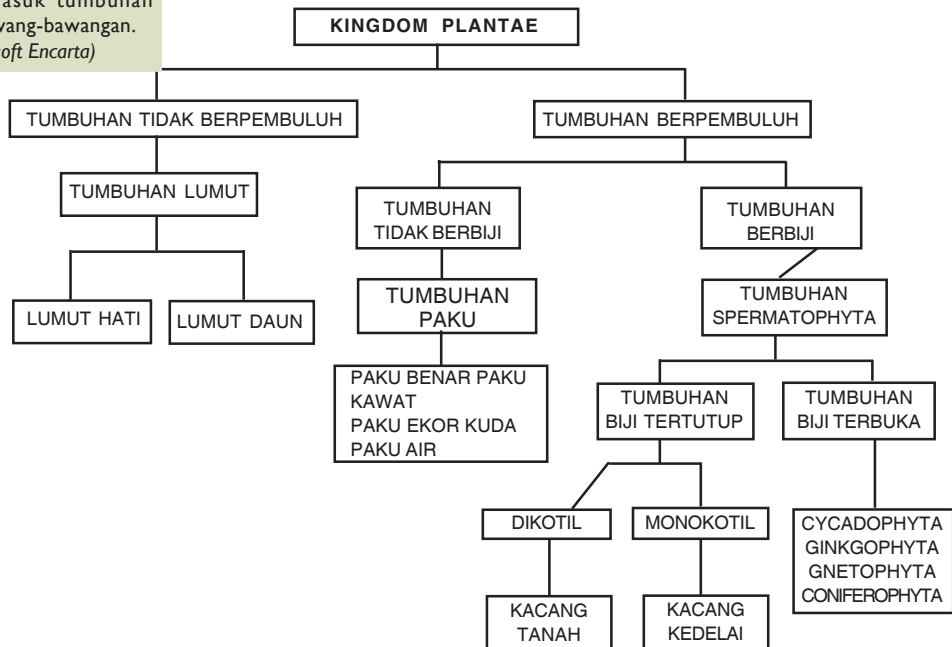 masuk tumbuhan
wang-bawangan.
oft Encarta)
KINGDOM PLANTAE
TUMBUHAN TIDAK BERPEMBULUH
TUMBUHAN BERPEMBULUH
TUMBUHAN LUMUT
LUMUT HATI
LUMUT DAUN
TUMBUHAN
TIDAK BERBIJI
TUMBUHAN
PAKU
PAKU BENAR PAKU
KAWAT
PAKU EKOR KUDA
PAKU AIR
TUMBUHAN
BERBIJI
TUMBUHAN
SPERMATOPHYTA
TUMBUHAN
BIJI TERTUTUP
DIKOTIL
KACANG
TANAH
MONOKOTIL
KACANG
KEDELAI
TUMBUHAN
BIJI TERBUKA
CYCADOPHYTA
GINKGOPHYTA
GNETOPHYTA
CONIFEROPHYTA